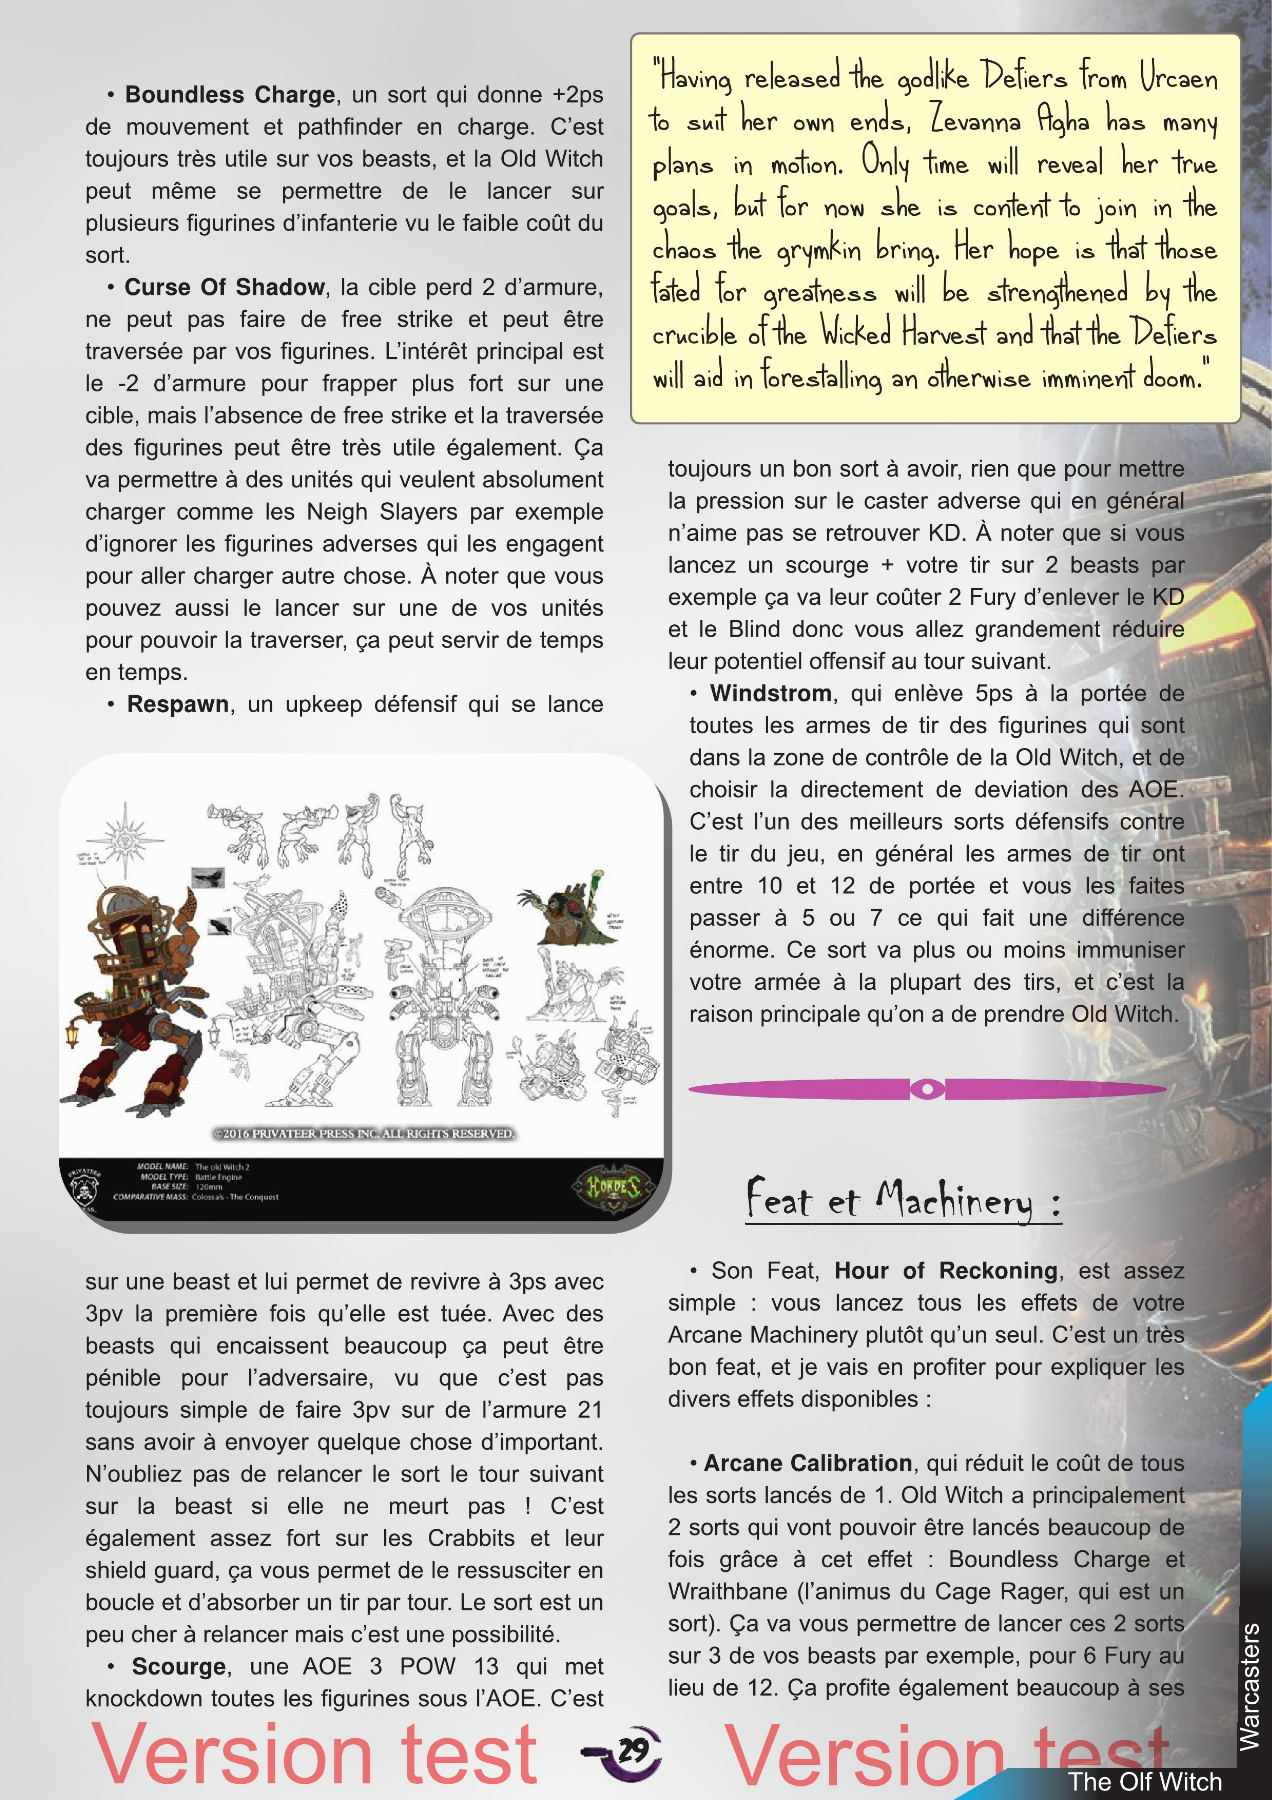 • Boundless Charge, un sort qui donne +2ps
de mouvement et pathfinder en charge. C’est
toujours très utile sur vos beasts, et la Old Witch
peut même se permettre de le lancer sur
plusieurs figurines d’infanterie vu le faible coût du
sort.
• Curse Of Shadow, la cible perd 2 d’armure,
ne peut pas faire de free strike et peut être
traversée par vos figurines. L’intérêt principal est
le -2 d’armure pour frapper plus fort sur une
cible, mais l’absence de free strike et la traversée
des figurines peut être très utile également. Ça
va permettre à des unités qui veulent absolument
charger comme les Neigh Slayers par exemple
d’ignorer les figurines adverses qui les engagent
pour aller charger autre chose. À noter que vous
pouvez aussi le lancer sur une de vos unités
pour pouvoir la traverser, ça peut servir de temps
en temps.
• Respawn, un upkeep défensif qui se lance
©2016 PRIVATEER PRESS INC. ALL RIGHTS RESERVED.
MODEL NAME: The old Witch 2
MODEL TYPE: Battle Engine
BASE SIZE: 120mm
COMPARATIVE MASS: Colossals - The Conquest
PRIVATEER
HORDES
sur une beast et lui permet de revivre à 3ps avec
3pv la première fois qu’elle est tuée. Avec des
beasts qui encaissent beaucoup ça peut être
pénible pour l’adversaire, vu que c’est pas
toujours simple de faire 3pv sur de l’armure 21
sans avoir à envoyer quelque chose d’important.
N’oubliez pas de relancer le sort le tour suivant
sur la beast si elle ne meurt pas ! C’est
également assez fort sur les Crabbits et leur
shield guard, ça vous permet de le ressusciter en
boucle et d’absorber un tir par tour. Le sort est un
peu cher à relancer mais c’est une possibilité.
• Scourge, une AOE 3 POW 13 qui met
knockdown toutes les figurines sous l’AOE. C’est
"Having released the godlike Defiers from Urcaen
to suit her own ends, Zevanna Agha has many
plans in motion. Only time will reveal her true
goals, but for now she is content to join in the
chaos the grymkin bring. Her hope is that those
fated for greatness will be strengthened by the
crucible of the Wicked Harvest and that the Defiers
will aid in forestalling an otherwise imminent doom."
toujours un bon sort à avoir, rien que pour mettre
la pression sur le caster adverse qui en général
n’aime pas se retrouver KD. À noter que si vous
lancez un scourge + votre tir sur 2 beasts par
exemple ça va leur coûter 2 Fury d’enlever le KD
et le Blind donc vous allez grandement réduire
leur potentiel offensif au tour suivant.
• Windstrom, qui enlève 5ps à la portée de
toutes les armes de tir des figurines qui sont
dans la zone de contrôle de la Old Witch, et de
choisir la directement de deviation des AOE.
C’est l’un des meilleurs sorts défensifs contre
le tir du jeu, en général les armes de tir ont
entre 10 et 12 de portée et vous les faites
passer à 5 ou 7 ce qui fait une différence
énorme. Ce sort va plus ou moins immuniser
votre armée à la plupart des tirs, et c’est la
raison principale qu’on a de prendre Old Witch.
Feat et Machinery :
• Son Feat, Hour of Reckoning, est assez
simple : vous lancez tous les effets de votre
Arcane Machinery plutôt qu’un seul. C’est un très
bon feat, et je vais en profiter pour expliquer les
divers effets disponibles :
• Arcane Calibration, qui réduit le coût de tous
les sorts lancés de 1. Old Witch a principalement
2 sorts qui vont pouvoir être lancés beaucoup de
fois grâce à cet effet : Boundless Charge et
Wraithbane (l’animus du Cage Rager, qui est un
sort). Ça va vous permettre de lancer ces 2 sorts
sur 3 de vos beasts par exemple, pour 6 Fury au
lieu de 12. Ça profite également beaucoup à ses
Version test
29
Version test
Warcasters
The Olf Witch